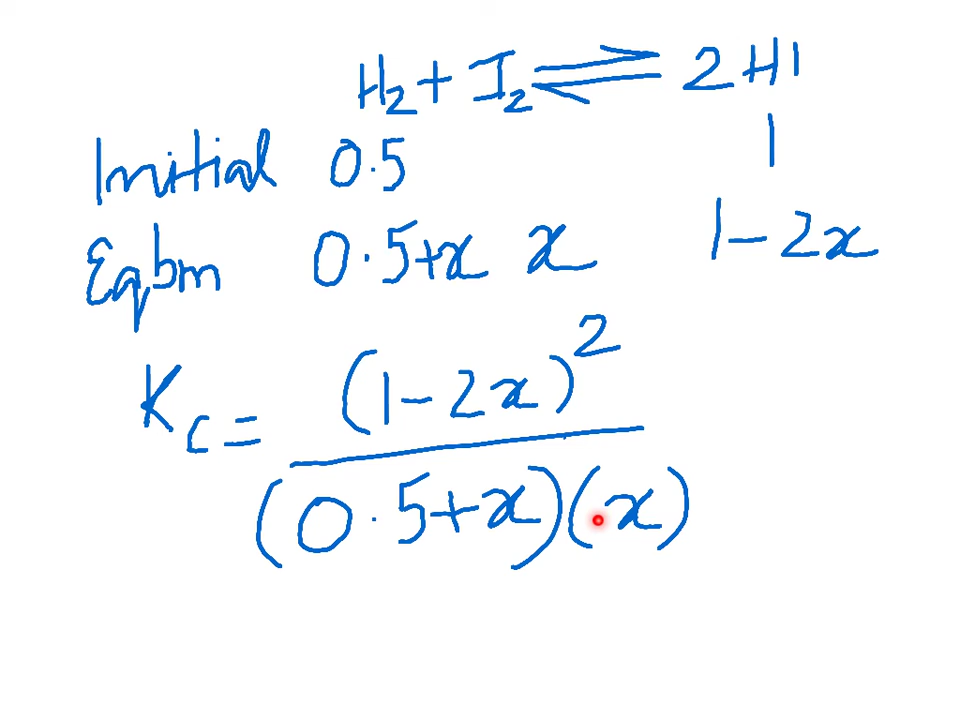 H₂ + I₂ ⇌ 2HI
Initial 0.5 1
Eqbm 0.5+x x 1-2x
Kc = (1-2x)²
(0.5+x)(x)